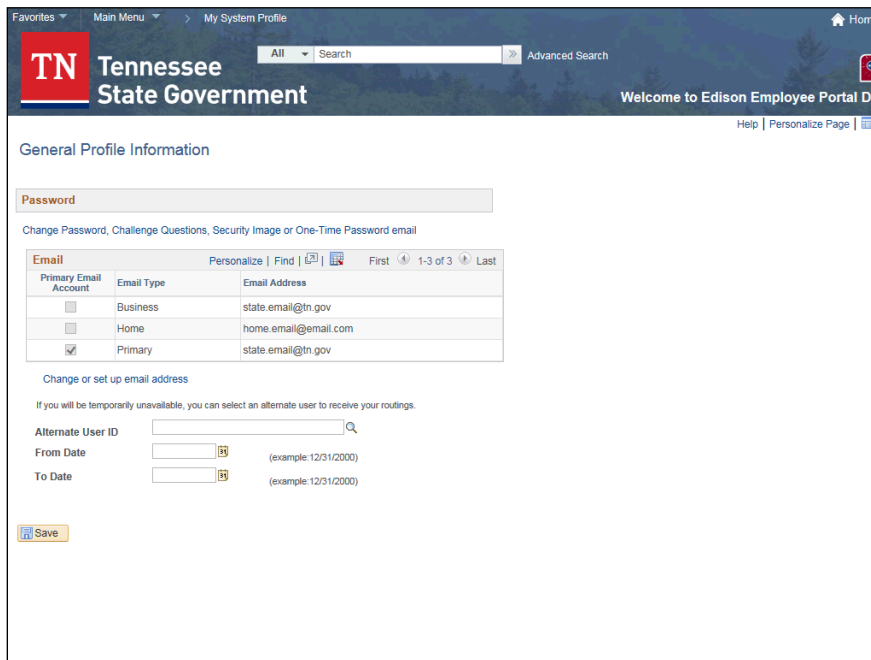 Favorites Main Menu > My System Profile Hom
All Search » Advanced Search
TN Tennessee
State Government
Welcome to Edison Employee Portal D
Help | Personalize Page |
General Profile Information
Password
Change Password, Challenge Questions, Security Image or One-Time Password email
Email Personalize | Find | | First 1-3 of 3 Last
Primary Email Account Email Type Email Address
Business state.email@tn.gov
Home home.email@email.com
Primary state.email@tn.gov
Change or set up email address
If you will be temporarily unavailable, you can select an alternate user to receive your routings.
Alternate User ID
From Date 31 (example:12/31/2000)
To Date 31 (example:12/31/2000)
Save